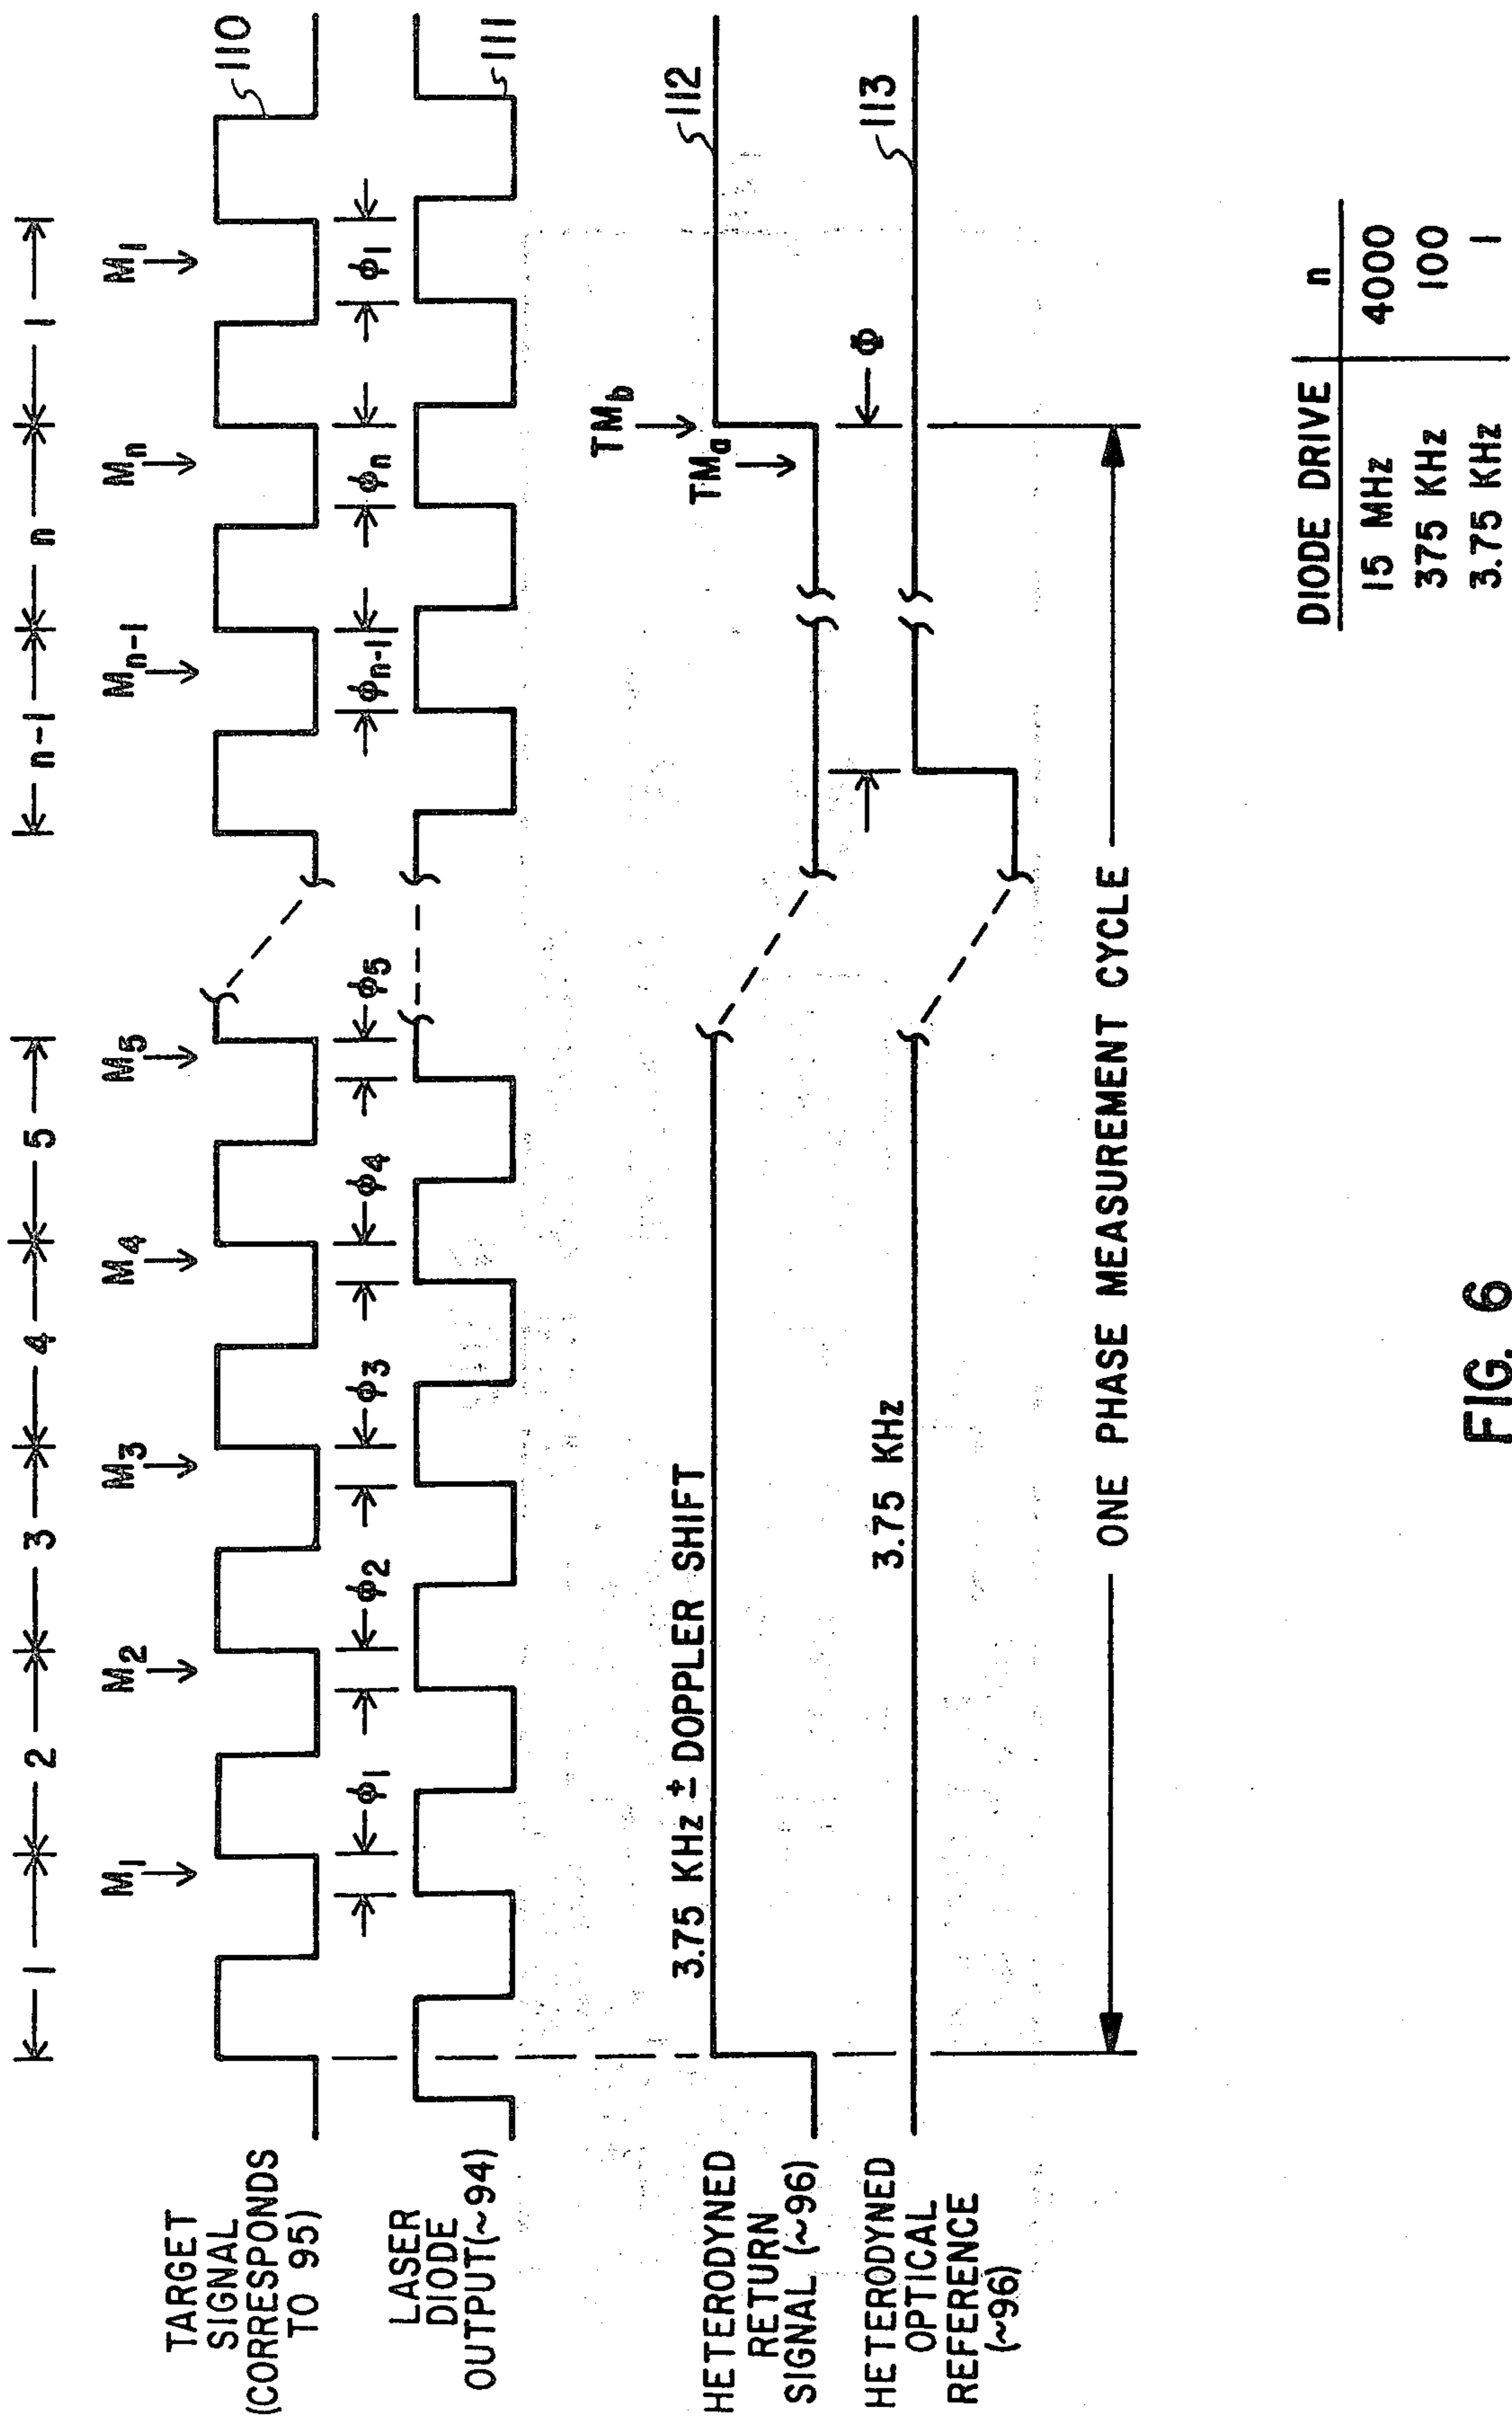 1 2 3 4 5 n-1 n 1
M1 M2 M3 M4 M5 Mn-1 Mn M1
TARGET
SIGNAL
(CORRESPONDS
TO 95)
110
ϕ1 ϕ2 ϕ3 ϕ4 ϕ5 ϕn-1 ϕn ϕ1
LASER
DIODE
OUTPUT(~94)
111
TMb
TMa
HETERODYNED
RETURN
SIGNAL (~96)
3.75 KHz ± DOPPLER SHIFT
112
Φ
HETERODYNED
OPTICAL
REFERENCE
(~96)
3.75 KHz
113
ONE PHASE MEASUREMENT CYCLE
DIODE DRIVE n
15 MHz 4000
375 KHz 100
3.75 KHz 1
FIG. 6